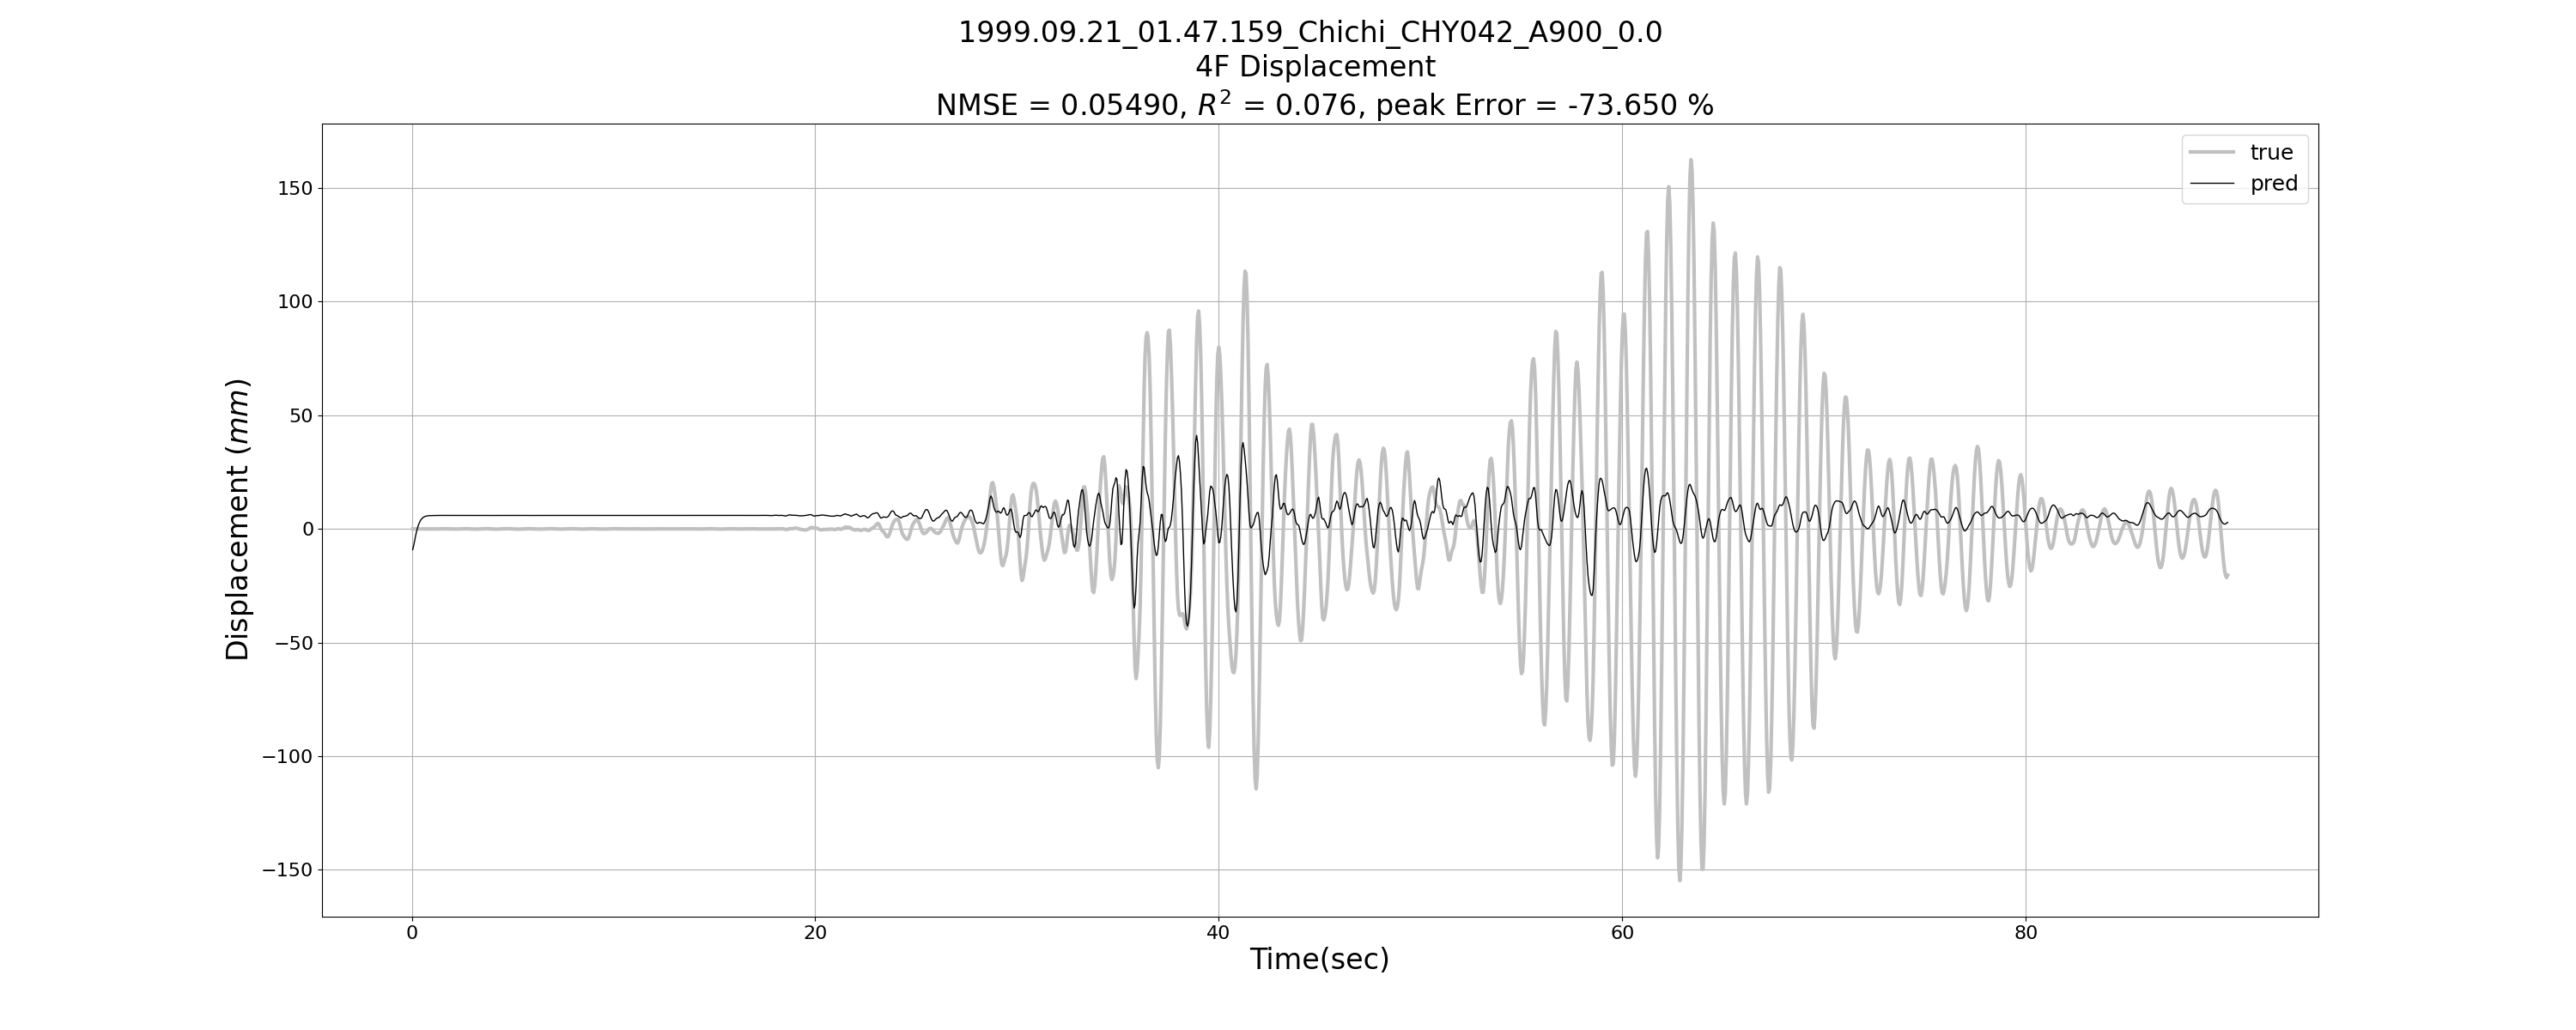 1999.09.21_01.47.159_Chichi_CHY042_A900_0.0
4F Displacement
NMSE = 0.05490, R² = 0.076, peak Error = -73.650 %
true
pred
Displacement (mm)
150
100
50
0
−50
−100
−150
0 20 40 60 80
Time(sec)